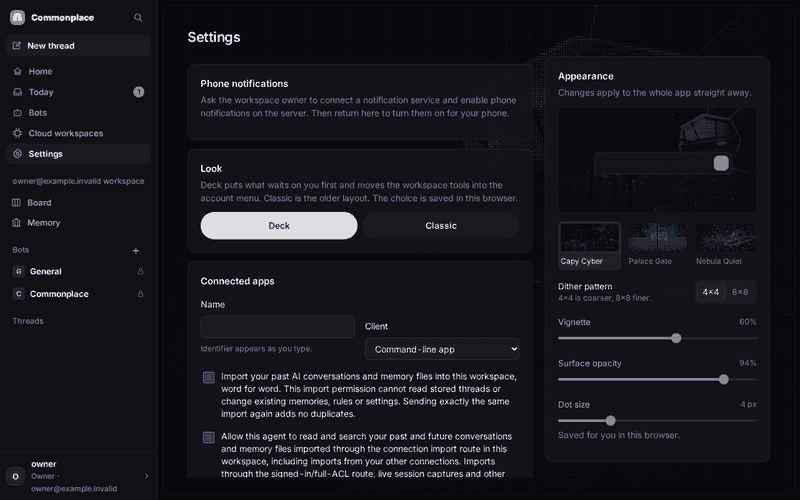 Commonplace
New thread
Home
Today
1
Bots
Cloud workspaces
Settings
owner@example.invalid workspace
Board
Memory
Bots
+
G General
C Commonplace
Threads
O
owner
Owner ·
owner@example.invalid
Settings
Phone notifications
Ask the workspace owner to connect a notification service and enable phone
notifications on the server. Then return here to turn them on for your phone.
Look
Deck puts what waits on you first and moves the workspace tools into the
account menu. Classic is the older layout. The choice is saved in this browser.
Deck
Classic
Connected apps
Name
Identifier appears as you type.
Client
Command-line app
Import your past AI conversations and memory files into this workspace,
word for word. This import permission cannot read stored threads or
change existing memories, rules or settings. Sending exactly the same
import again adds no duplicates.
Allow this agent to read and search your past and future conversations
and memory files imported through the connection import route in this
workspace, including imports from your other connections. Imports
through the signed-in/full-ACL route, live session captures and other
Appearance
Changes apply to the whole app straight away.
Capy Cyber
Palace Gate
Nebula Quiet
Dither pattern
4×4 is coarser, 8×8 finer.
4×4
8×8
Vignette
60%
Surface opacity
94%
Dot size
4 px
Saved for you in this browser.